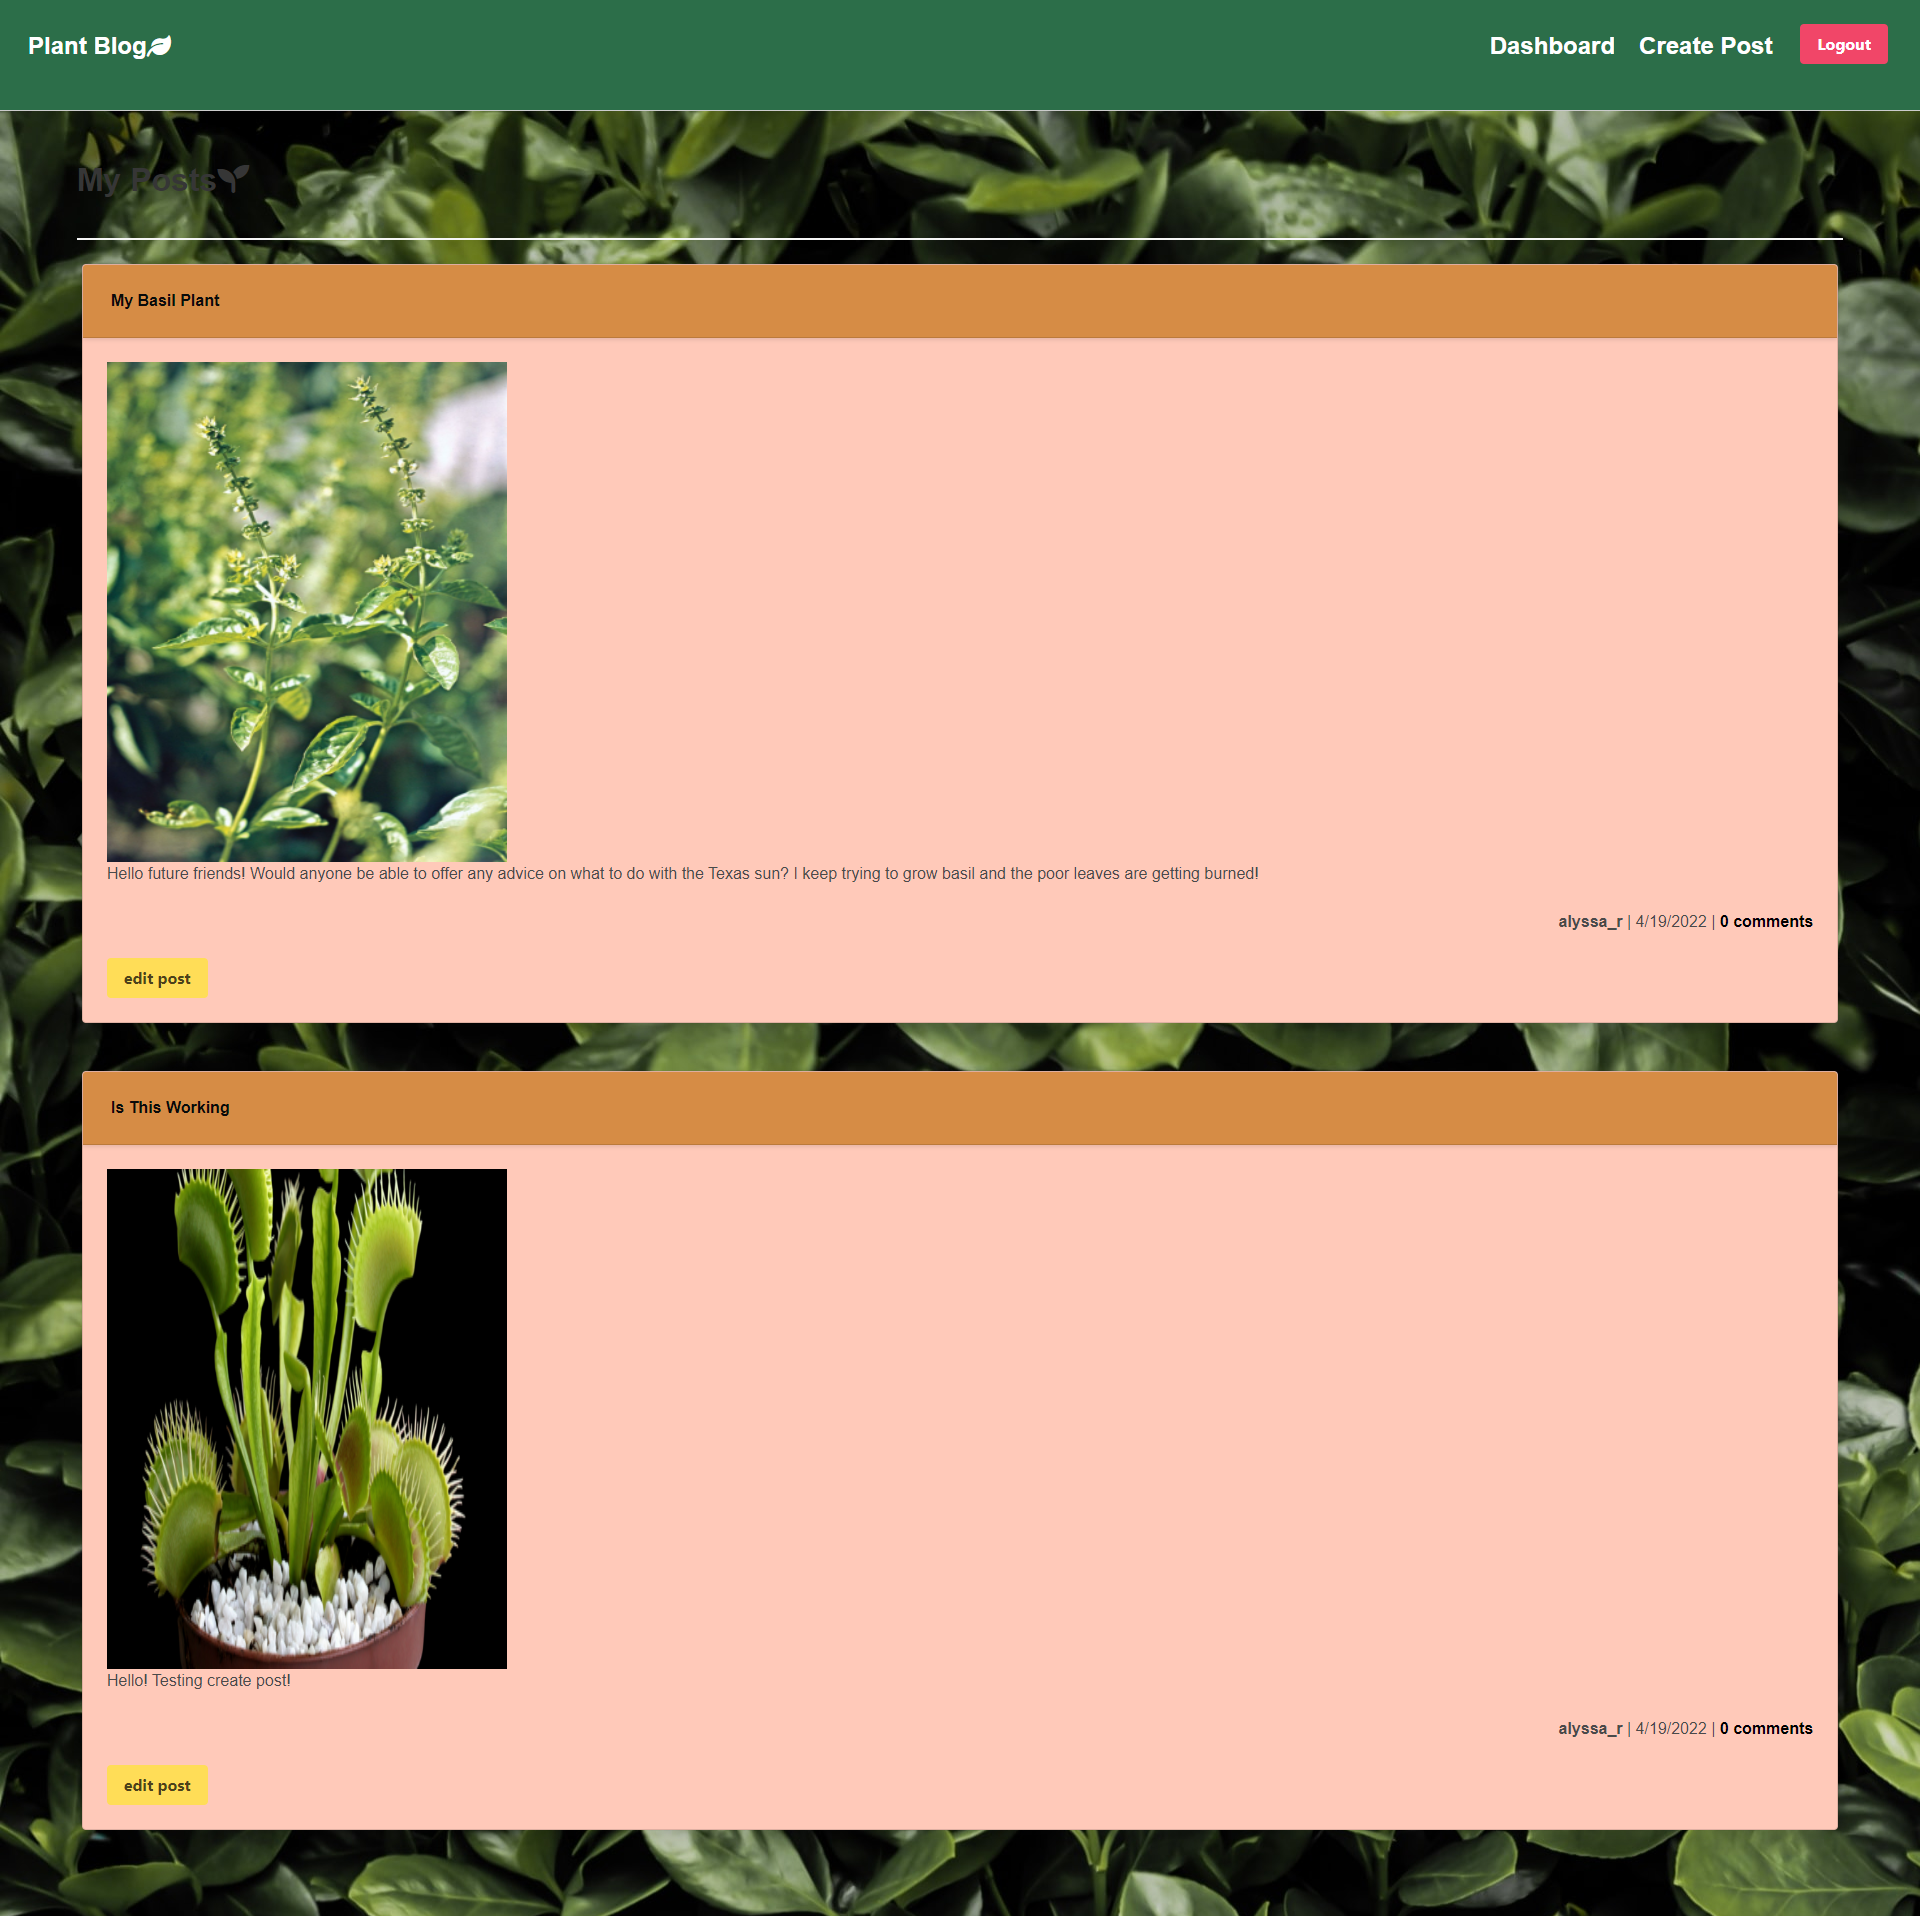 Plant Blog
Dashboard Create Post Logout
My Posts
My Basil Plant
Hello future friends! Would anyone be able to offer any advice on what to do with the Texas sun? I keep trying to grow basil and the poor leaves are getting burned!
alyssa_r | 4/19/2022 | 0 comments
edit post
Is This Working
Hello! Testing create post!
alyssa_r | 4/19/2022 | 0 comments
edit post